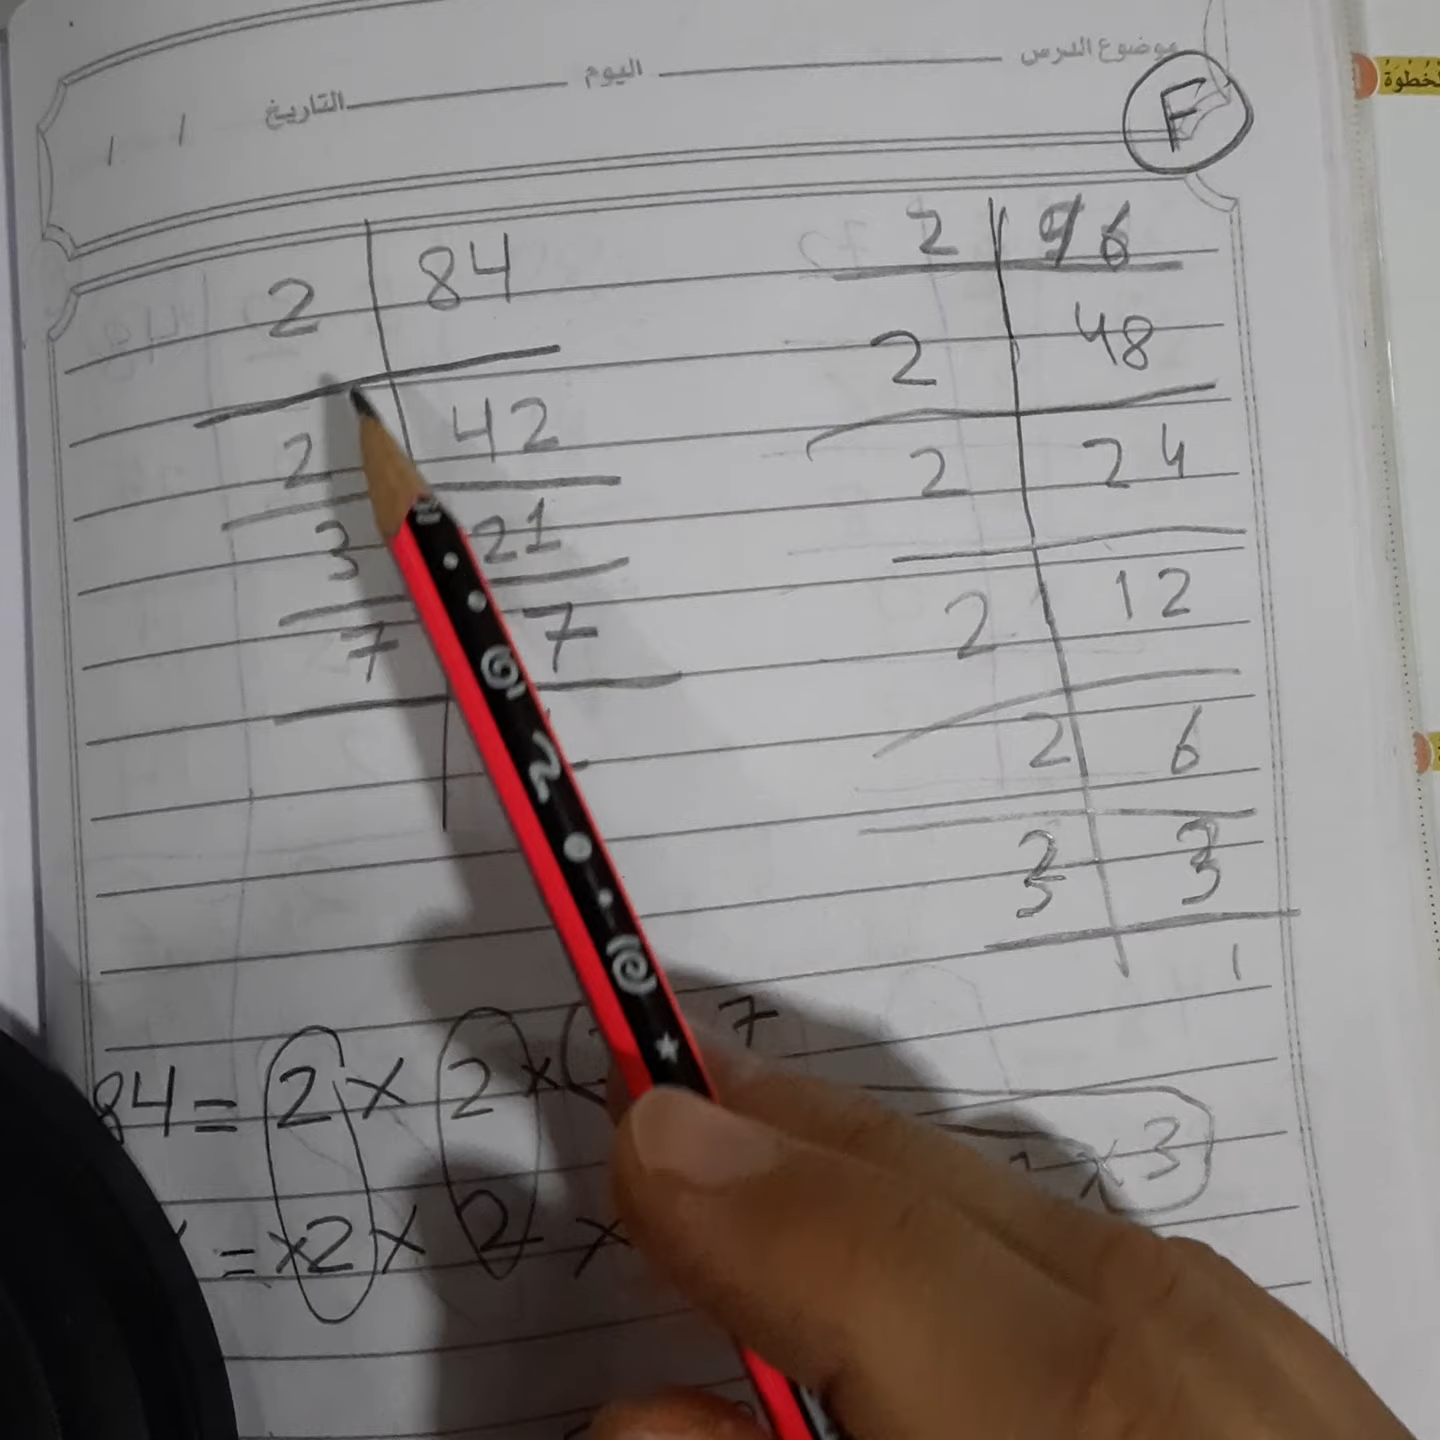 موضوع الدرس اليوم التاريخ / /
F
الخطوة
2 | 84
2 | 42
3 | 21
7 | 7
2 | 96
2 | 48
2 | 24
2 | 12
2 | 6
3 | 3
1
84 = 2 × 2 × 7
= ×2 × 2 × × 3